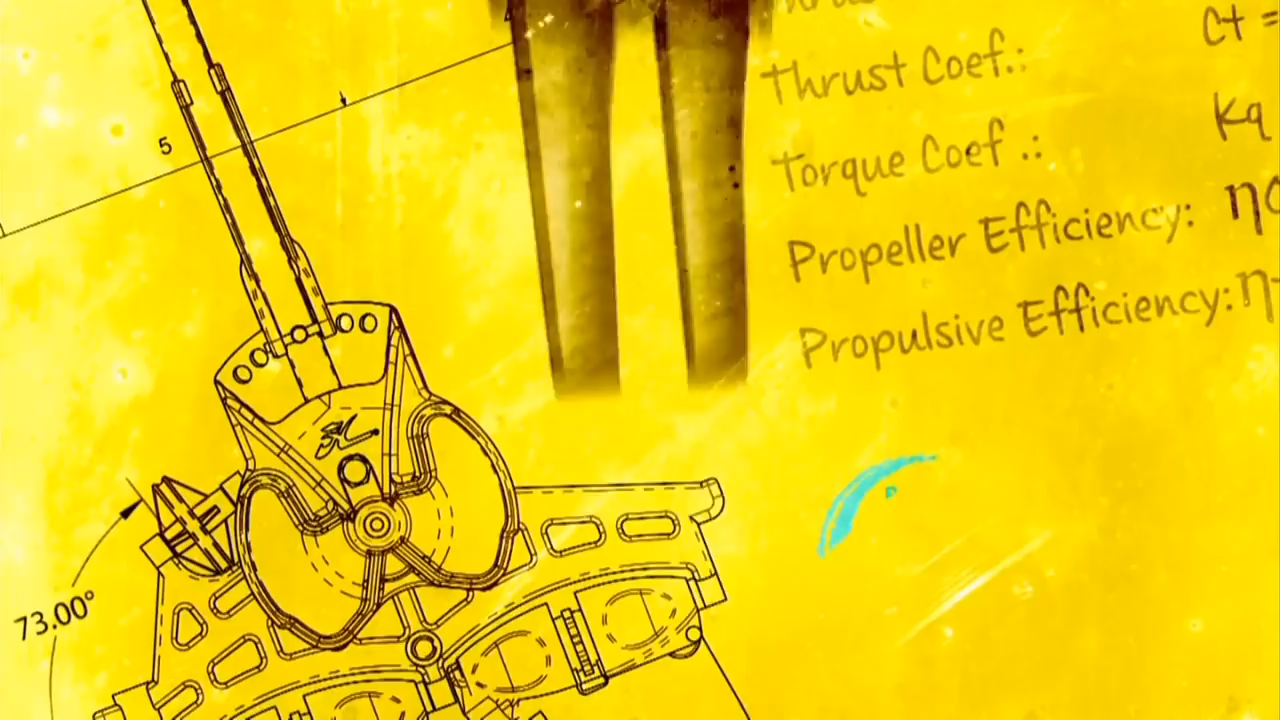 Thrust Coef.:
Ct =
Torque Coef.:
Kq
Propeller Efficiency:
Propulsive Efficiency:
5
73.00°